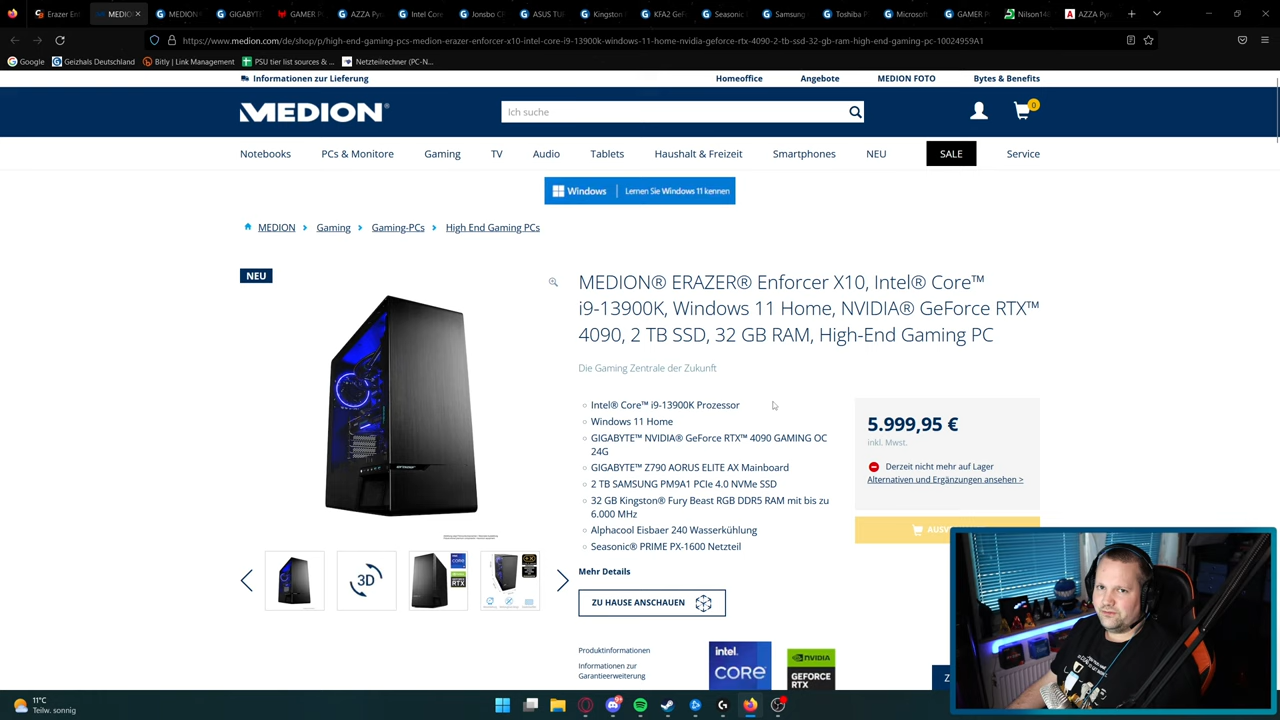 Erazer Ent
MEDION
MEDION®
GIGABYTE
GAMER P
AZZA Py
Intel Core
Jonsbo CR
ASUS TUF
Kingston
KFA2 GeF
Seasonic
Samsung
Toshiba
Microsoft
GAMER PC
Nilson14
AZZA Pyr
https://www.medion.com/de/shop/p/high-end-gaming-pcs-medion-erazer-enforcer-x10-intel-core-i9-13900k-windows-11-home-nvidia-geforce-rtx-4090-2-tb-ssd-32-gb-ram-high-end-gaming-pc-10024959A1
Google
Geizhals Deutschland
Bitly | Link Management
PSU tier list sources & ...
Netzteilrechner (PC-N...
Informationen zur Lieferung
Homeoffice
Angebote
MEDION FOTO
Bytes & Benefits
MEDION®
Ich suche
0
Notebooks
PCs & Monitore
Gaming
TV
Audio
Tablets
Haushalt & Freizeit
Smartphones
NEU
SALE
Service
Windows | Lernen Sie Windows 11 kennen
MEDION
Gaming
Gaming-PCs
High End Gaming PCs
NEU
MEDION® ERAZER® Enforcer X10, Intel® Core™
i9-13900K, Windows 11 Home, NVIDIA® GeForce RTX™
4090, 2 TB SSD, 32 GB RAM, High-End Gaming PC
Die Gaming Zentrale der Zukunft
Intel® Core™ i9-13900K Prozessor
Windows 11 Home
GIGABYTE™ NVIDIA® GeForce RTX™ 4090 GAMING OC
24G
GIGABYTE™ Z790 AORUS ELITE AX Mainboard
2 TB SAMSUNG PM9A1 PCIe 4.0 NVMe SSD
32 GB Kingston® Fury Beast RGB DDR5 RAM mit bis zu
6.000 MHz
Alphacool Eisbaer 240 Wasserkühlung
Seasonic® PRIME PX-1600 Netzteil
5.999,95 €
inkl. Mwst.
Derzeit nicht mehr auf Lager
Alternativen und Ergänzungen ansehen >
Mehr Details
3D
ZU HAUSE ANSCHAUEN
Produktinformationen
Informationen zur
Garantieerweiterung
intel
CORE
NVIDIA
GEFORCE
RTX
11°C
Teilw. sonnig